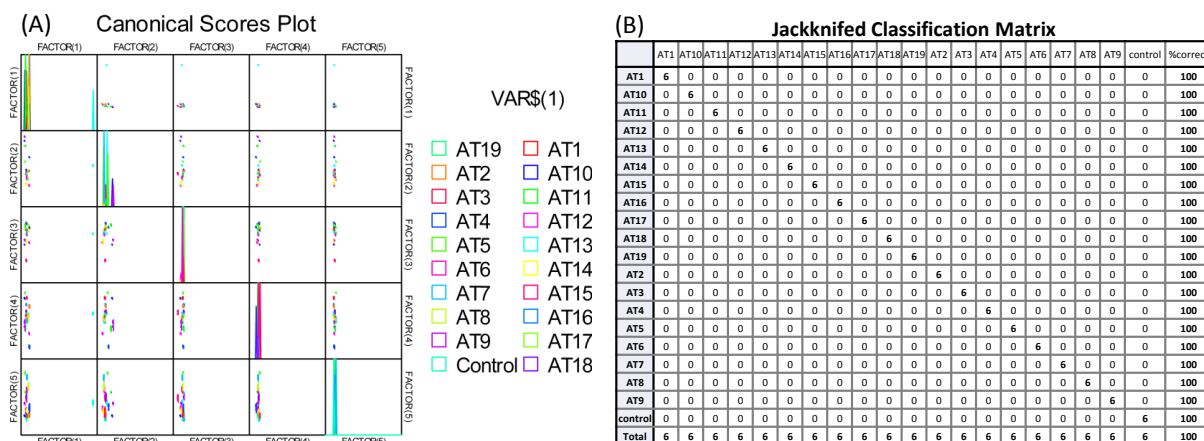 (A) Canonical Scores Plot
FACTOR(1) FACTOR(2) FACTOR(3) FACTOR(4) FACTOR(5)
FACTOR(1) FACTOR(1)
FACTOR(2) FACTOR(2)
FACTOR(3) FACTOR(3)
FACTOR(4) FACTOR(4)
FACTOR(5) FACTOR(5)
FACTOR(1) FACTOR(2) FACTOR(3) FACTOR(4) FACTOR(5)
VAR$(1)
AT19 AT1
AT2 AT10
AT3 AT11
AT4 AT12
AT5 AT13
AT6 AT14
AT7 AT15
AT8 AT16
AT9 AT17
Control AT18
(B) Jackknifed Classification Matrix
AT1 AT10 AT11 AT12 AT13 AT14 AT15 AT16 AT17 AT18 AT19 AT2 AT3 AT4 AT5 AT6 AT7 AT8 AT9 control %correc
AT1 6 0 0 0 0 0 0 0 0 0 0 0 0 0 0 0 0 0 0 0 100
AT10 0 6 0 0 0 0 0 0 0 0 0 0 0 0 0 0 0 0 0 0 100
AT11 0 0 6 0 0 0 0 0 0 0 0 0 0 0 0 0 0 0 0 0 100
AT12 0 0 0 6 0 0 0 0 0 0 0 0 0 0 0 0 0 0 0 0 100
AT13 0 0 0 0 6 0 0 0 0 0 0 0 0 0 0 0 0 0 0 0 100
AT14 0 0 0 0 0 6 0 0 0 0 0 0 0 0 0 0 0 0 0 0 100
AT15 0 0 0 0 0 0 6 0 0 0 0 0 0 0 0 0 0 0 0 0 100
AT16 0 0 0 0 0 0 0 6 0 0 0 0 0 0 0 0 0 0 0 0 100
AT17 0 0 0 0 0 0 0 0 6 0 0 0 0 0 0 0 0 0 0 0 100
AT18 0 0 0 0 0 0 0 0 0 6 0 0 0 0 0 0 0 0 0 0 100
AT19 0 0 0 0 0 0 0 0 0 0 6 0 0 0 0 0 0 0 0 0 100
AT2 0 0 0 0 0 0 0 0 0 0 0 6 0 0 0 0 0 0 0 0 100
AT3 0 0 0 0 0 0 0 0 0 0 0 0 6 0 0 0 0 0 0 0 100
AT4 0 0 0 0 0 0 0 0 0 0 0 0 0 6 0 0 0 0 0 0 100
AT5 0 0 0 0 0 0 0 0 0 0 0 0 0 0 6 0 0 0 0 0 100
AT6 0 0 0 0 0 0 0 0 0 0 0 0 0 0 0 6 0 0 0 0 100
AT7 0 0 0 0 0 0 0 0 0 0 0 0 0 0 0 0 6 0 0 0 100
AT8 0 0 0 0 0 0 0 0 0 0 0 0 0 0 0 0 0 6 0 0 100
AT9 0 0 0 0 0 0 0 0 0 0 0 0 0 0 0 0 0 0 6 0 100
control 0 0 0 0 0 0 0 0 0 0 0 0 0 0 0 0 0 0 0 6 100
Total 6 6 6 6 6 6 6 6 6 6 6 6 6 6 6 6 6 6 6 6 100